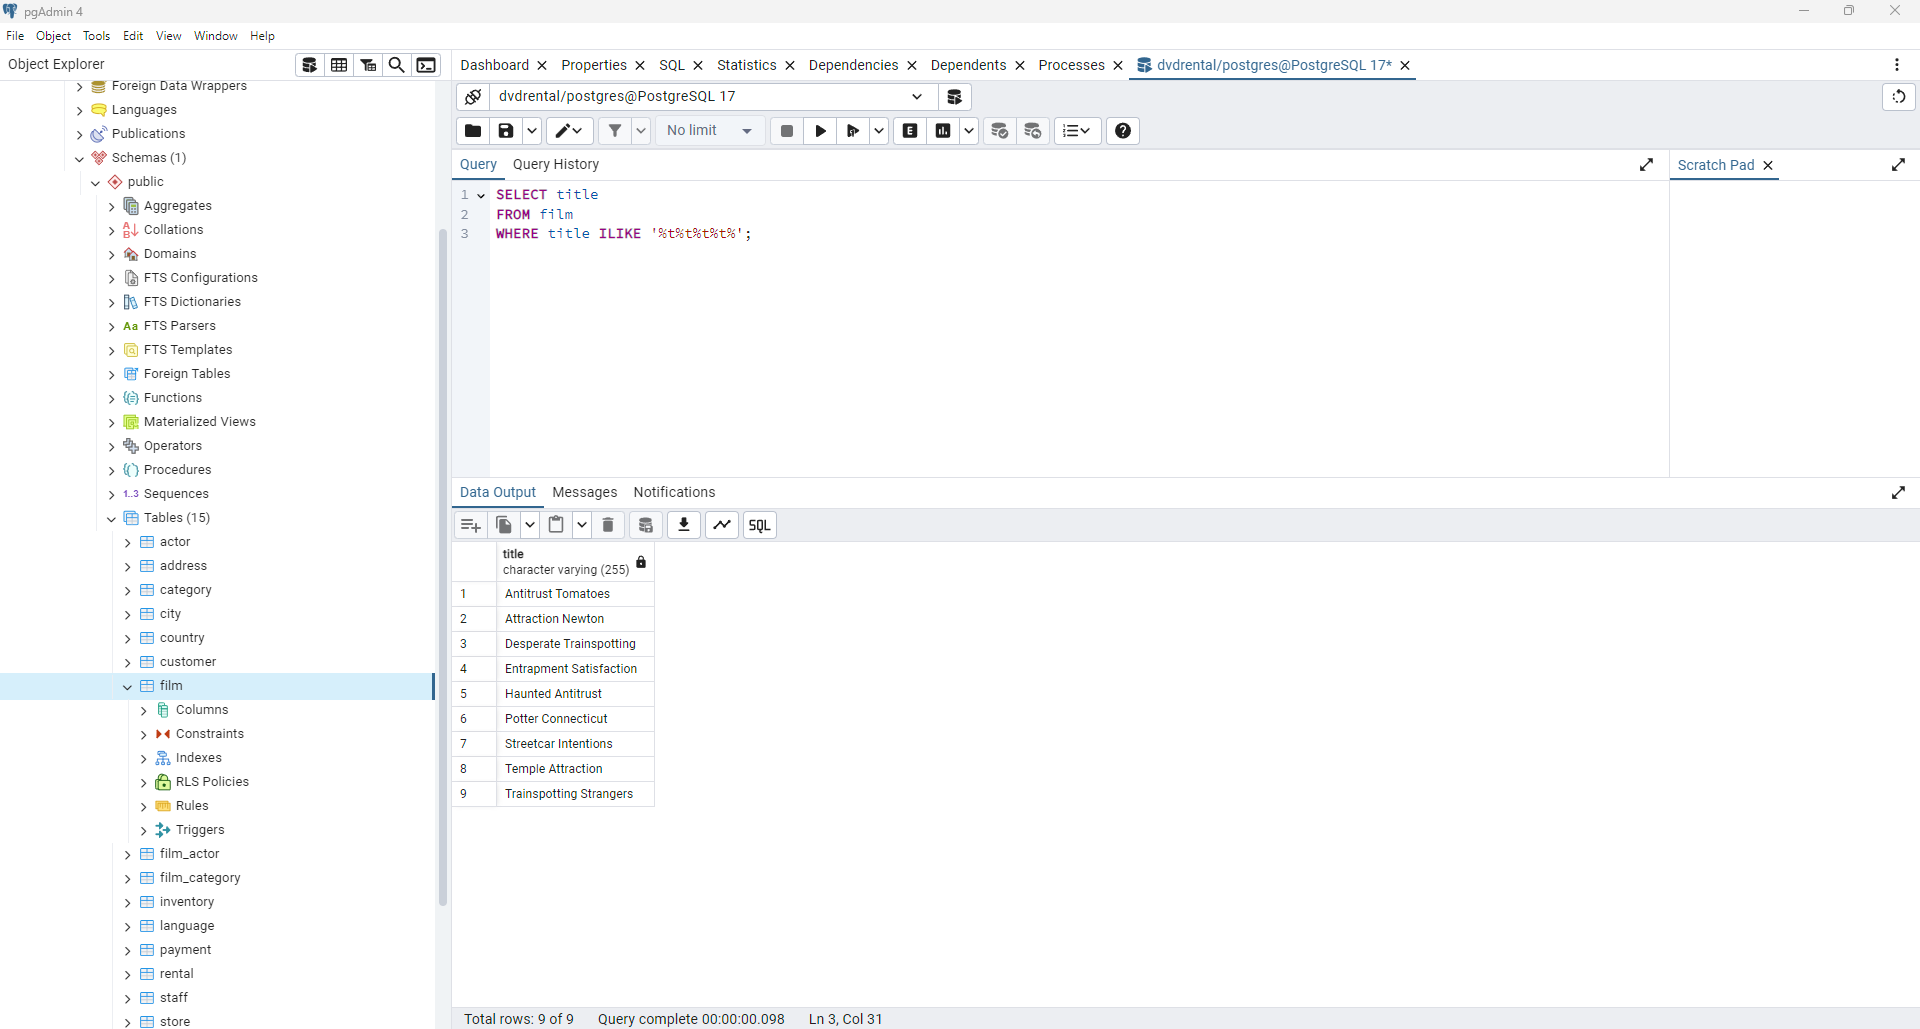 pgAdmin 4
File Object Tools Edit View Window Help
Object Explorer
Foreign Data Wrappers
Languages
Publications
Schemas (1)
public
Aggregates
Collations
Domains
FTS Configurations
FTS Dictionaries
Aa FTS Parsers
FTS Templates
Foreign Tables
Functions
Materialized Views
Operators
Procedures
1..3 Sequences
Tables (15)
actor
address
category
city
country
customer
film
Columns
Constraints
Indexes
RLS Policies
Rules
Triggers
film_actor
film_category
inventory
language
payment
rental
staff
store
Dashboard Properties SQL Statistics Dependencies Dependents Processes dvdrental/postgres@PostgreSQL 17*
dvdrental/postgres@PostgreSQL 17
No limit E
Query Query History
Scratch Pad
1 SELECT title
2 FROM film
3 WHERE title ILIKE '%t%t%t%t%';
Data Output Messages Notifications
SQL
title
character varying (255)
1 Antitrust Tomatoes
2 Attraction Newton
3 Desperate Trainspotting
4 Entrapment Satisfaction
5 Haunted Antitrust
6 Potter Connecticut
7 Streetcar Intentions
8 Temple Attraction
9 Trainspotting Strangers
Total rows: 9 of 9 Query complete 00:00:00.098 Ln 3, Col 31